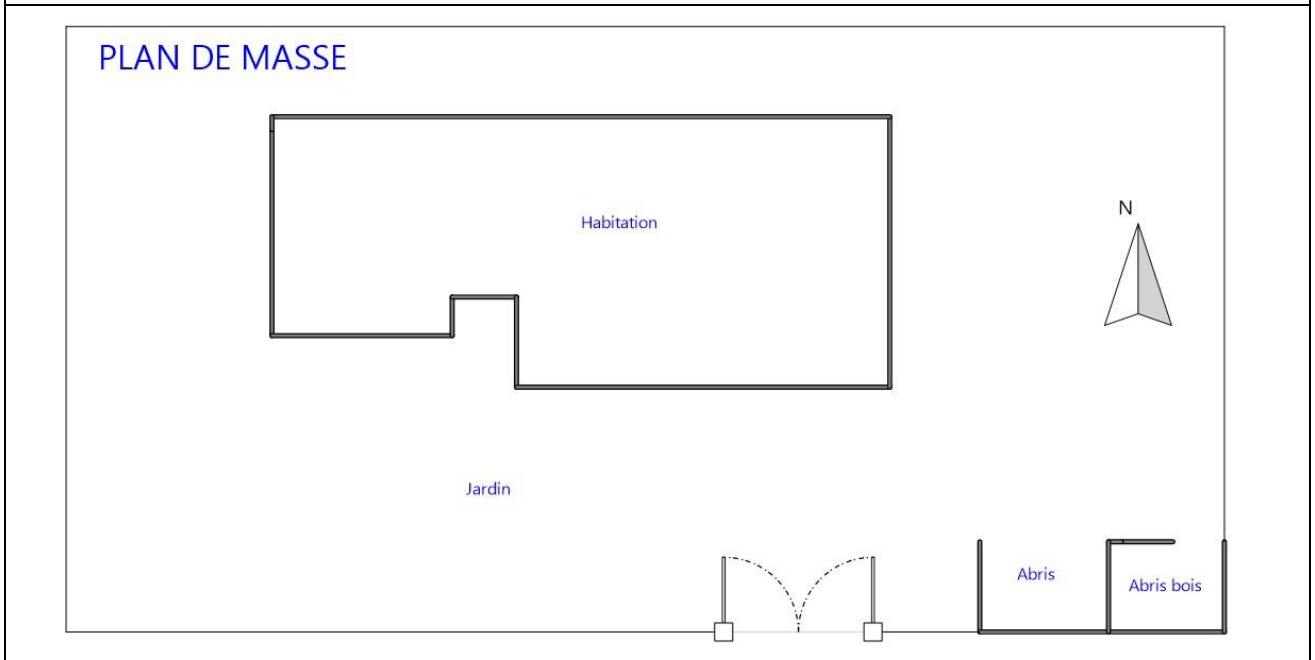 PLAN DE MASSE
N
Habitation
Jardin
Abris
Abris bois